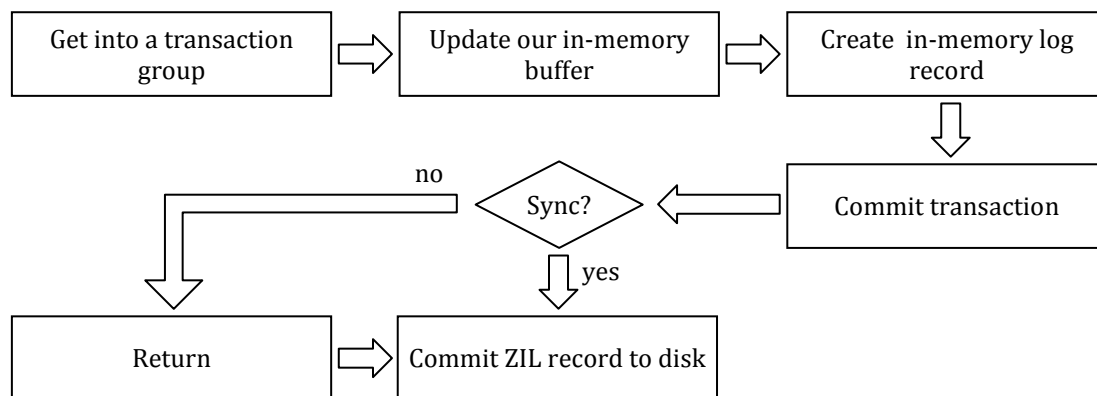 Get into a transaction
group
Update our in-memory
buffer
Create in-memory log
record
no
Sync?
Commit transaction
yes
Return
Commit ZIL record to disk